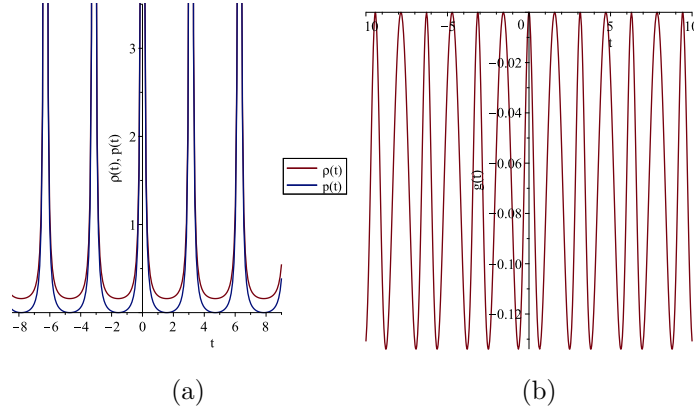 3
2
1
ρ(t), p(t)
−8 −6 −4 −2 0 2 4 6 8
t
ρ(t)
p(t)
(a)
10 −5 0 5 10
t
−0.02
−0.04
−0.06
g(t)
−0.08
−0.10
−0.12
(b)